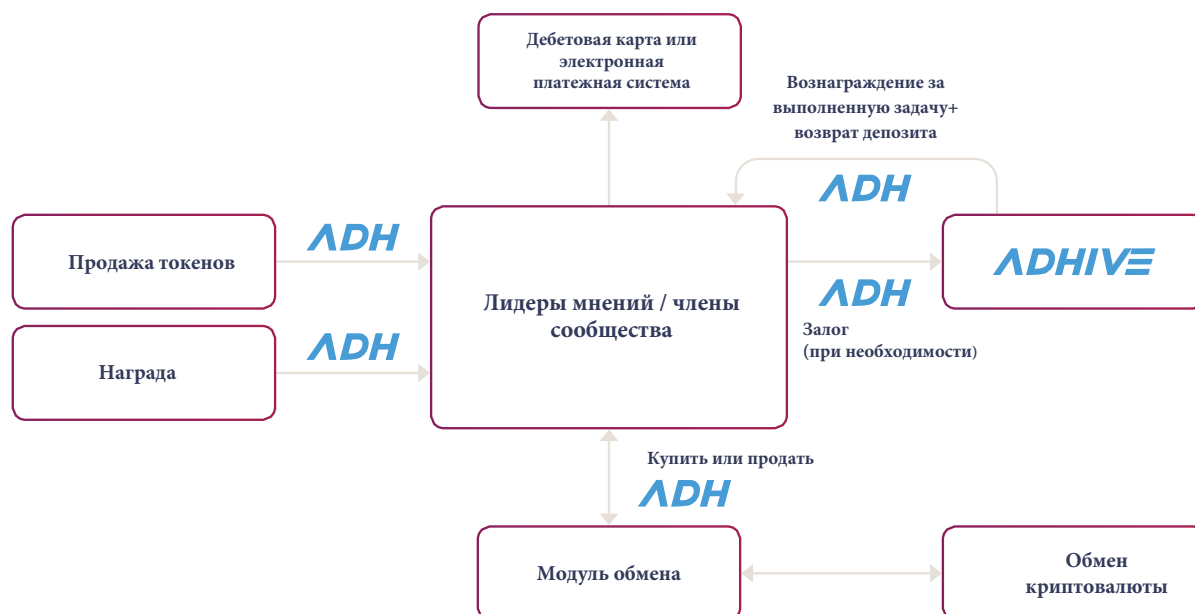 Дебетовая карта или
электронная
платежная система
Вознаграждение за
выполненную задачу+
возврат депозита
ADH
Продажа токенов
ADH
Лидеры мнений / члены
сообщества
ADHIVE
ADH
Залог
(при необходимости)
Награда
ADH
Купить или продать
ADH
Модуль обмена
Обмен
криптовалюты